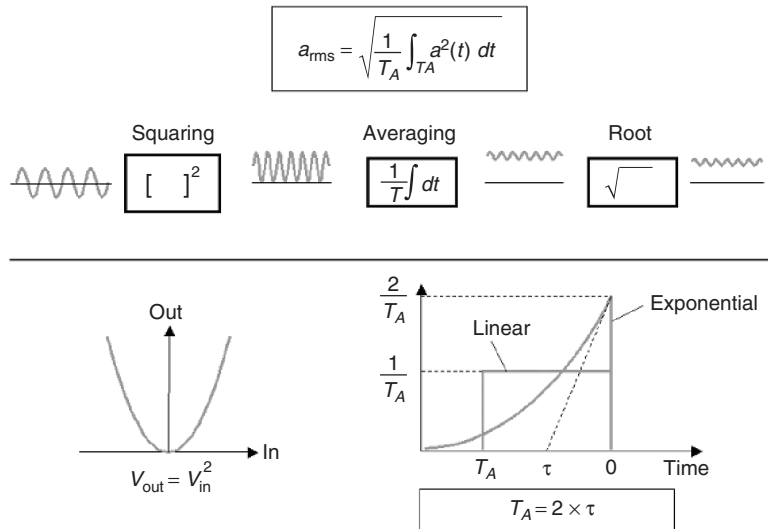 a_rms = √(1/T_A ∫_TA a²(t) dt)
Squaring Averaging Root
[ ]² 1/T ∫ dt √
Out
In
V_out = V_in²
2/T_A
Exponential
Linear
1/T_A
T_A τ 0 Time
T_A = 2 × τ